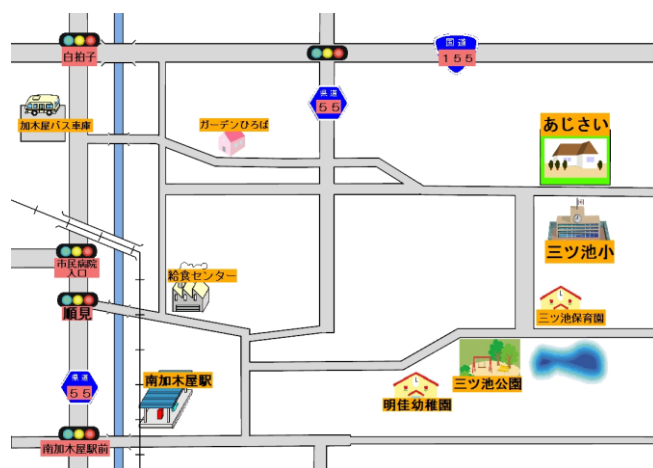 白拍子
国道
155
県道
55
加木屋バス車庫
ガーデンひろば
あじさい
三ツ池小
市民病院
入口
給食センター
順見
三ツ池保育園
県道
55
南加木屋駅
明佳幼稚園
三ツ池公園
南加木屋駅前